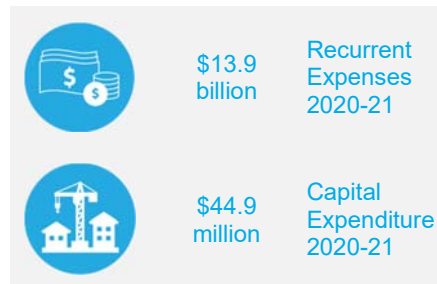 $
$
$13.9
billion
Recurrent
Expenses
2020-21
$44.9
million
Capital
Expenditure
2020-21